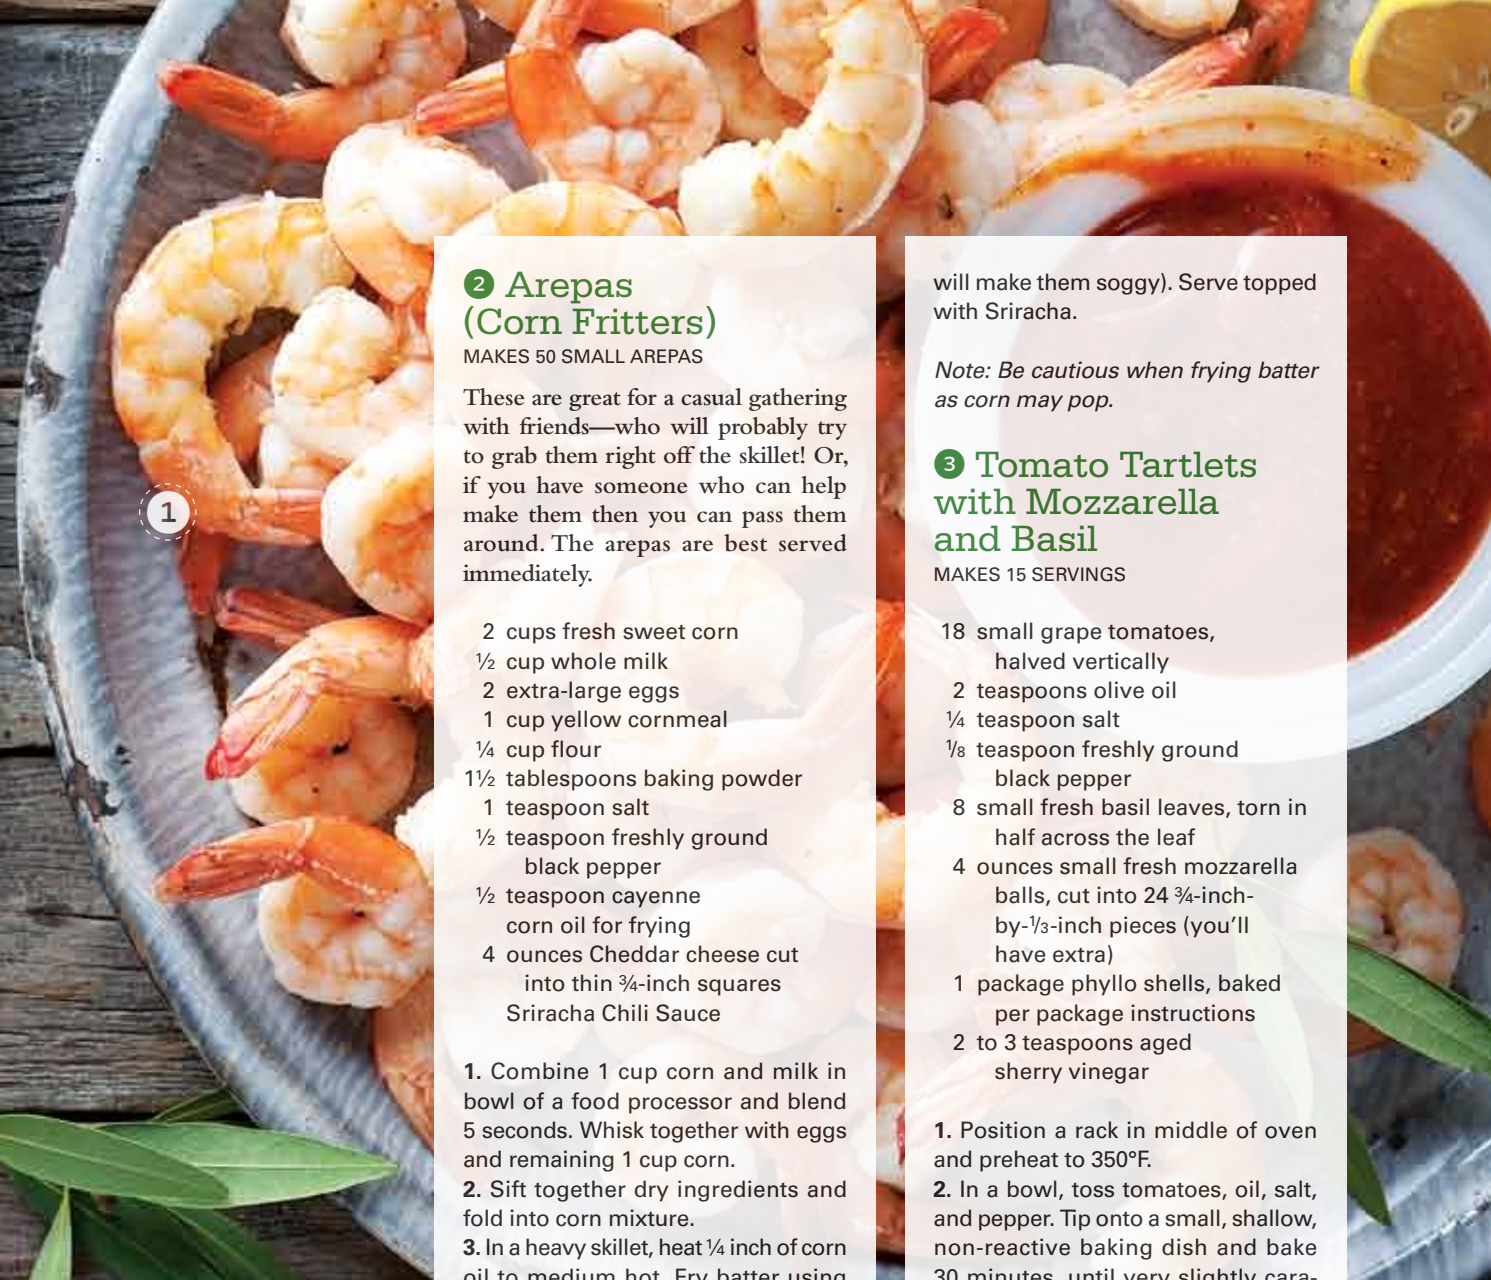 1
2 Arepas
(Corn Fritters)
MAKES 50 SMALL AREPAS
These are great for a casual gathering
with friends—who will probably try
to grab them right off the skillet! Or,
if you have someone who can help
make them then you can pass them
around. The arepas are best served
immediately.
2 cups fresh sweet corn
½ cup whole milk
2 extra-large eggs
1 cup yellow cornmeal
¼ cup flour
1½ tablespoons baking powder
1 teaspoon salt
½ teaspoon freshly ground
black pepper
½ teaspoon cayenne
corn oil for frying
4 ounces Cheddar cheese cut
into thin ¾-inch squares
Sriracha Chili Sauce
1. Combine 1 cup corn and milk in
bowl of a food processor and blend
5 seconds. Whisk together with eggs
and remaining 1 cup corn.
2. Sift together dry ingredients and
fold into corn mixture.
3. In a heavy skillet, heat ¼ inch of corn
oil to medium hot. Fry batter using
will make them soggy). Serve topped
with Sriracha.
Note: Be cautious when frying batter
as corn may pop.
3 Tomato Tartlets
with Mozzarella
and Basil
MAKES 15 SERVINGS
18 small grape tomatoes,
halved vertically
2 teaspoons olive oil
¼ teaspoon salt
1/8 teaspoon freshly ground
black pepper
8 small fresh basil leaves, torn in
half across the leaf
4 ounces small fresh mozzarella
balls, cut into 24 ¾-inch-
by-1/3-inch pieces (you'll
have extra)
1 package phyllo shells, baked
per package instructions
2 to 3 teaspoons aged
sherry vinegar
1. Position a rack in middle of oven
and preheat to 350°F.
2. In a bowl, toss tomatoes, oil, salt,
and pepper. Tip onto a small, shallow,
non-reactive baking dish and bake
30 minutes, until very slightly cara-